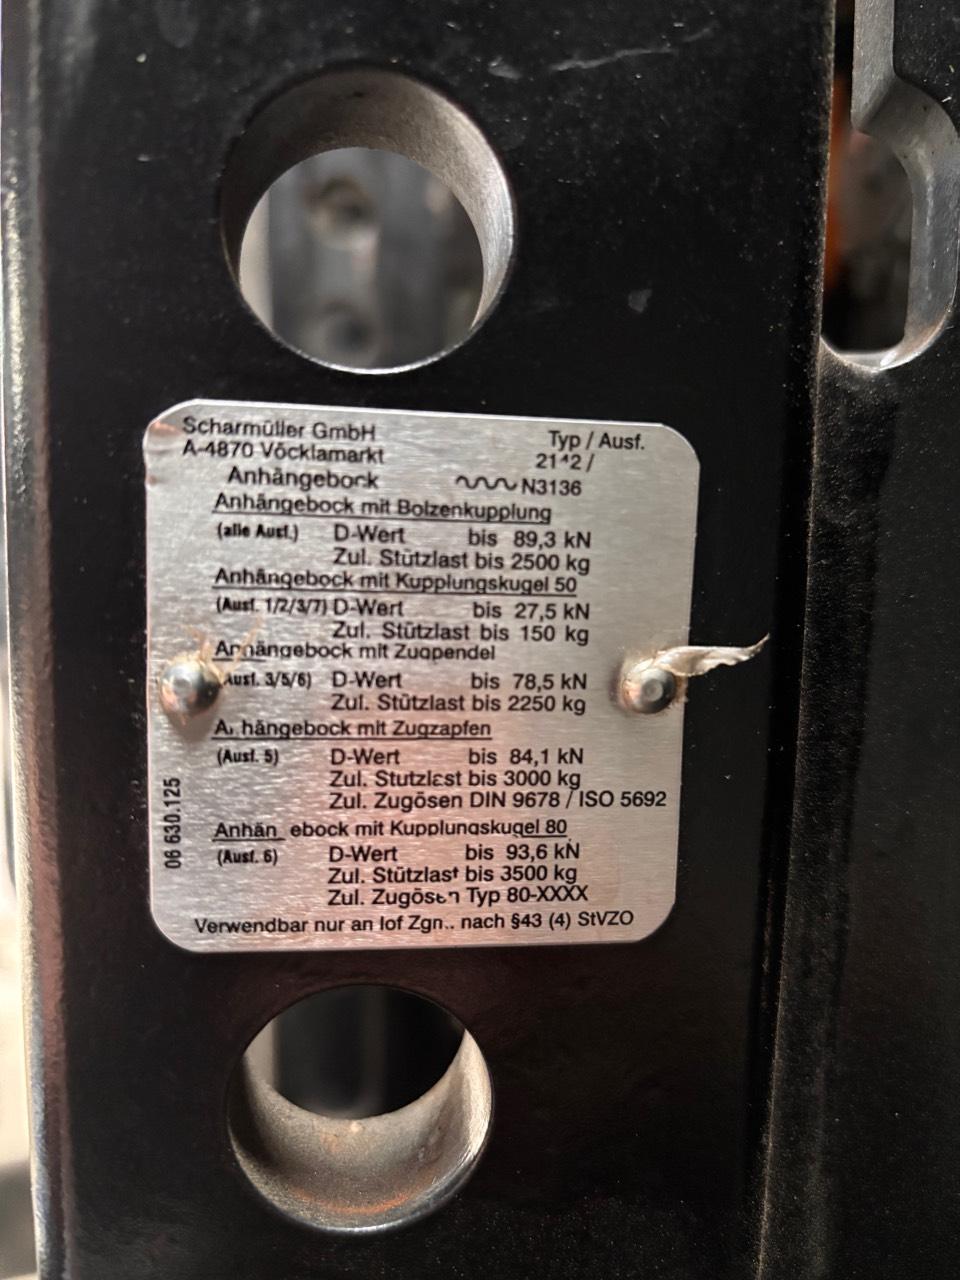 Scharmüller GmbH
A-4870 Vöcklamarkt
Typ / Ausf.
2142 /
Anhängebock
N3136
Anhängebock mit Bolzenkupplung
(alle Ausf.) D-Wert bis 89,3 kN
Zul. Stützlast bis 2500 kg
Anhängebock mit Kupplungskugel 50
(Ausf. 1/2/3/7) D-Wert bis 27,5 kN
Zul. Stützlast bis 150 kg
Anhängebock mit Zugpendel
Ausf. 3/5/6) D-Wert bis 78,5 kN
Zul. Stützlast bis 2250 kg
A hängebock mit Zugzapfen
(Ausf. 5) D-Wert bis 84,1 kN
Zul. Stutzlast bis 3000 kg
Zul. Zugösen DIN 9678 / ISO 5692
Anhän ebock mit Kupplungskugel 80
(Ausf. 6) D-Wert bis 93,6 kN
Zul. Stützlast bis 3500 kg
Zul. Zugösen Typ 80-XXXX
Verwendbar nur an lof Zgn.. nach §43 (4) StVZO
06 630.125